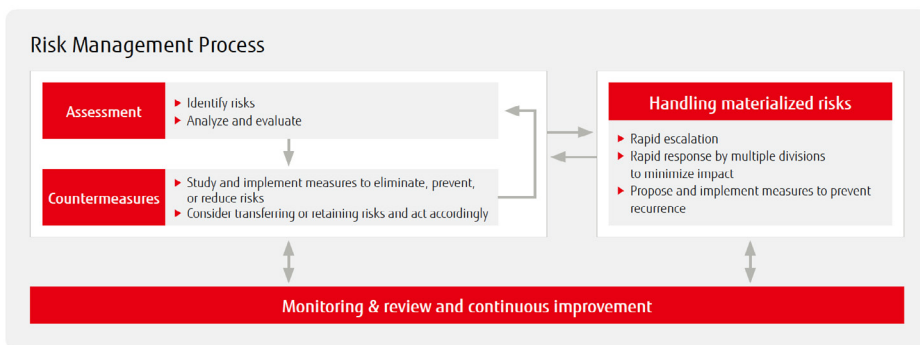 Risk Management Process
Assessment
▶ Identify risks
▶ Analyze and evaluate
Countermeasures
▶ Study and implement measures to eliminate, prevent,
or reduce risks
▶ Consider transferring or retaining risks and act accordingly
Handling materialized risks
▶ Rapid escalation
▶ Rapid response by multiple divisions
to minimize impact
▶ Propose and implement measures to prevent
recurrence
Monitoring & review and continuous improvement